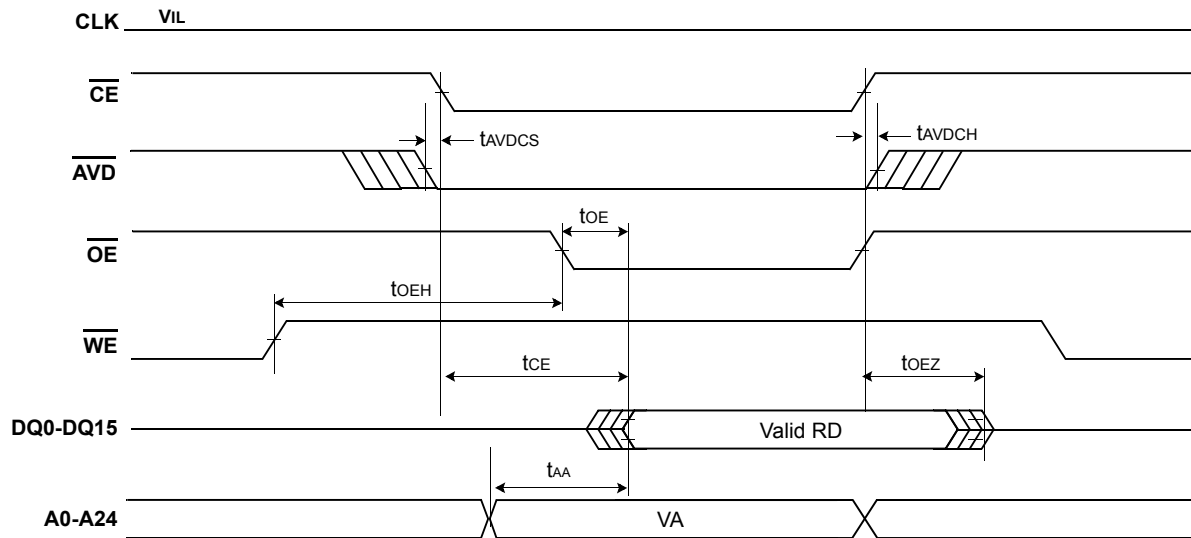 CLK VIL
CE
tAVDCS tAVDCH
AVD
tOE
OE
tOEH
WE
tCE tOEZ
DQ0-DQ15 Valid RD
tAA
A0-A24 VA